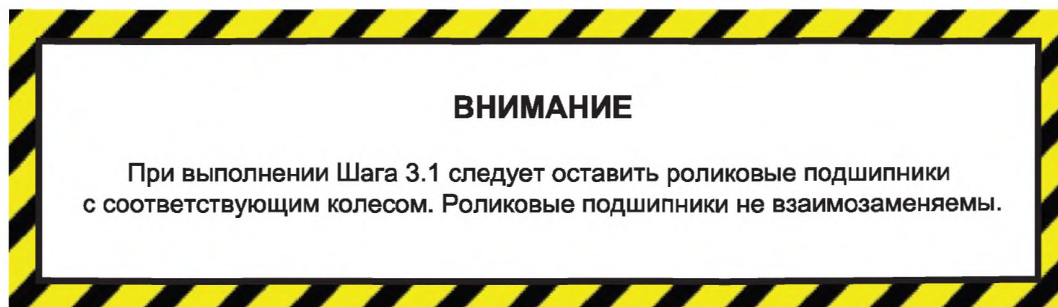 ВНИМАНИЕ
При выполнении Шага 3.1 следует оставить роликовые подшипники
с соответствующим колесом. Роликовые подшипники не взаимозаменяемы.